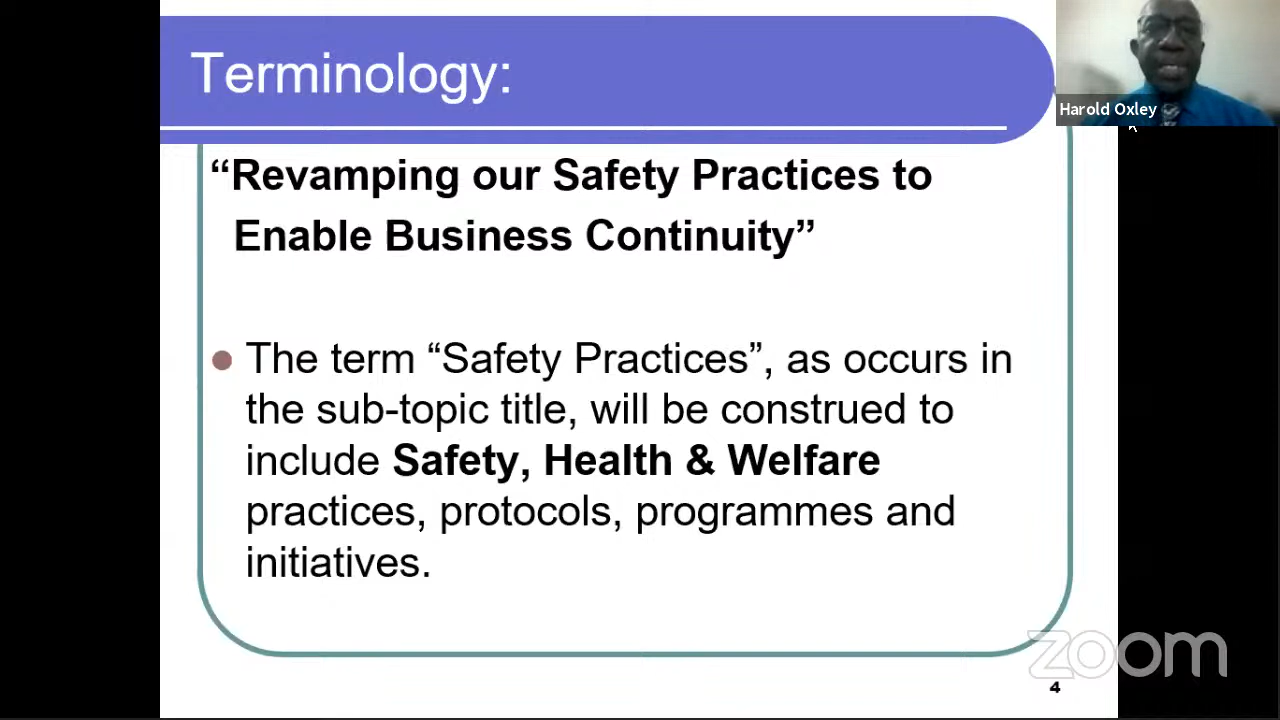 Terminology:
Harold Oxley
“Revamping our Safety Practices to
Enable Business Continuity”
The term “Safety Practices”, as occurs in
the sub-topic title, will be construed to
include Safety, Health & Welfare
practices, protocols, programmes and
initiatives.
zoom
4